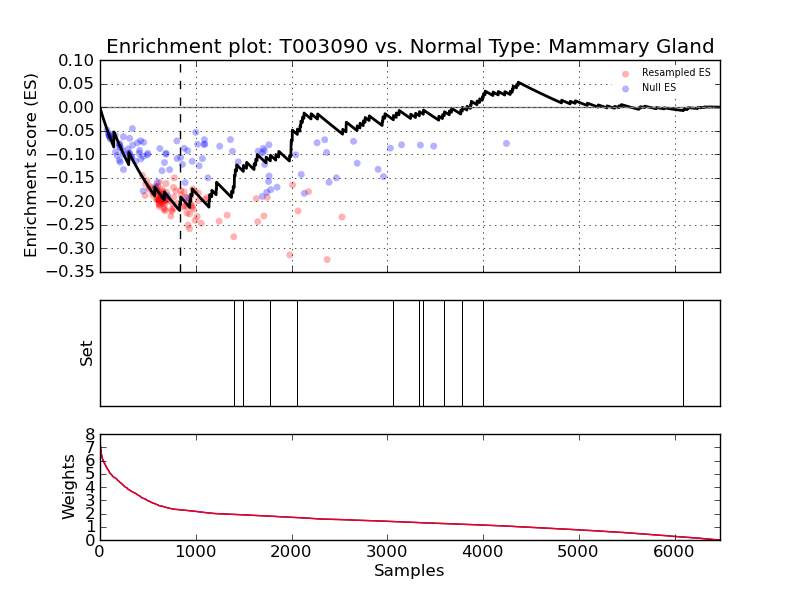 Enrichment plot: T003090 vs. Normal Type: Mammary Gland
0.10
0.05
0.00
−0.05
−0.10
−0.15
−0.20
−0.25
−0.30
−0.35
Enrichment score (ES)
Resampled ES
Null ES
Set
8
7
6
5
4
3
2
1
0
Weights
0 1000 2000 3000 4000 5000 6000
Samples